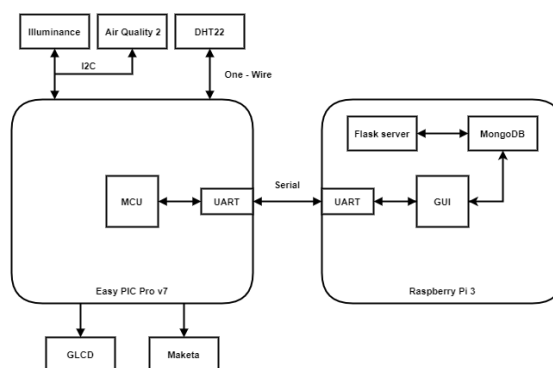 Illuminance
Air Quality 2
DHT22
I2C
One - Wire
Flask server
MongoDB
Serial
MCU
UART
UART
GUI
Easy PIC Pro v7
Raspberry Pi 3
GLCD
Maketa